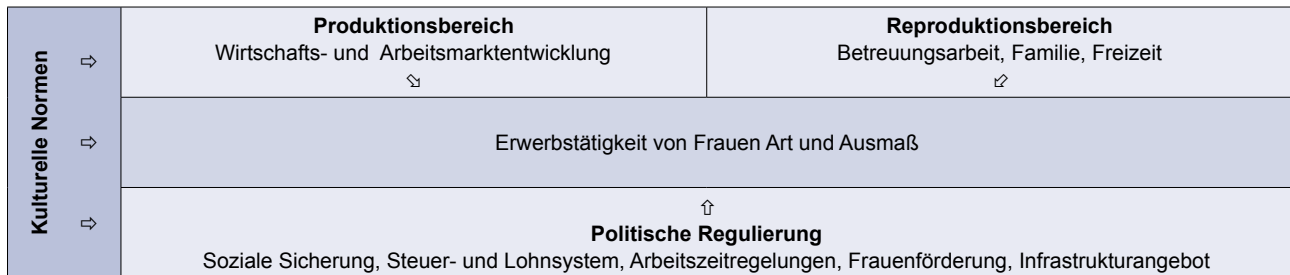 Kulturelle Normen
⇨
⇨
⇨
Produktionsbereich
Wirtschafts- und Arbeitsmarktentwicklung
⬂
Reproduktionsbereich
Betreuungsarbeit, Familie, Freizeit
⬃
Erwerbstätigkeit von Frauen Art und Ausmaß
⇧
Politische Regulierung
Soziale Sicherung, Steuer- und Lohnsystem, Arbeitszeitregelungen, Frauenförderung, Infrastrukturangebot